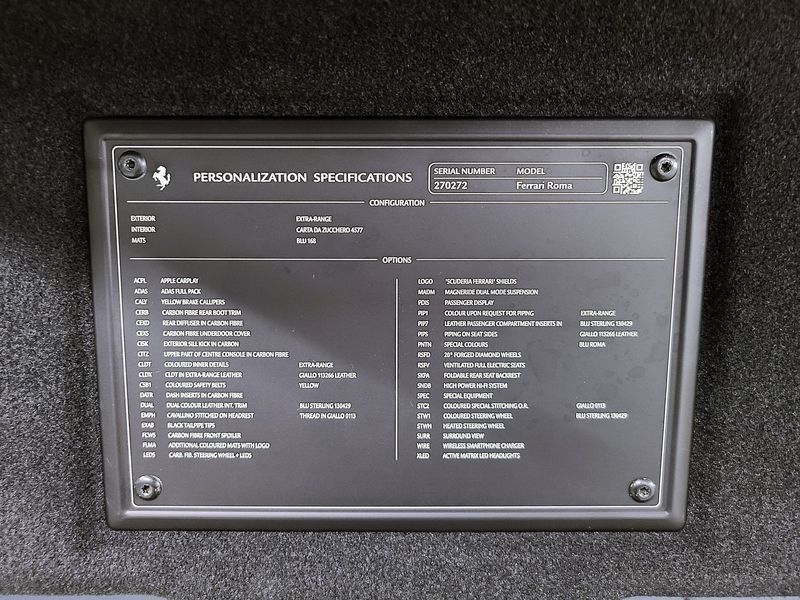 PERSONALIZATION SPECIFICATIONS
SERIAL NUMBER MODEL
270272 Ferrari Roma
CONFIGURATION
EXTERIOR EXTRA-RANGE
INTERIOR CARTA DA ZUCCHERO 4577
MATS BLU 168
OPTIONS
ACPL APPLE CARPLAY
ADAS ADAS FULL PACK
CALY YELLOW BRAKE CALLIPERS
CERB CARBON FIBRE REAR BOOT TRIM
CEXD REAR DIFFUSER IN CARBON FIBRE
CEXS CARBON FIBRE UNDERDOOR COVER
CISK EXTERIOR SILL KICK IN CARBON
CITZ UPPER PART OF CENTRE CONSOLE IN CARBON FIBRE
CLDT COLOURED INNER DETAILS EXTRA-RANGE
CLTK CLDT IN EXTRA-RANGE LEATHER GIALLO 113266 LEATHER
CSB1 COLOURED SAFETY BELTS YELLOW
DATR DASH INSERTS IN CARBON FIBRE
DUAL DUAL COLOUR LEATHER INT. TRIM BLU STERLING 130429
EMPH CAVALLINO STITCHED ON HEADREST THREAD IN GIALLO 0113
EXAB BLACK TAILPIPE TIPS
FCW5 CARBON FIBRE FRONT SPOILER
FLMA ADDITIONAL COLOURED MATS WITH LOGO
LEDS CARB. FIB. STEERING WHEEL + LEDS
LOGO "SCUDERIA FERRARI" SHIELDS
MADM MAGNERIDE DUAL MODE SUSPENSION
PDIS PASSENGER DISPLAY
PIP1 COLOUR UPON REQUEST FOR PIPING EXTRA-RANGE
PIP7 LEATHER PASSENGER COMPARTMENT INSERTS IN BLU STERLING 130429
PIPS PIPING ON SEATS GIALLO 113266 LEATHER
PNTN SPECIAL COLOURS BLU ROMA
RSFD 20" FORGED DIAMOND WHEELS
RSFV VENTILATED FULL ELECTRIC SEATS
SKPA FOLDABLE REAR SEAT BACKREST
SNDB HIGH POWER HI-FI SYSTEM
SPEC SPECIAL EQUIPMENT
STC2 COLOURED SPECIAL STITCHING O.R. GIALLO 0113
STW1 COLOURED STEERING WHEEL BLU STERLING 130429
STWH HEATED STEERING WHEEL
SURR SURROUND VIEW
WIRE WIRELESS SMARTPHONE CHARGER
XLED ACTIVE MATRIX LED HEADLIGHTS